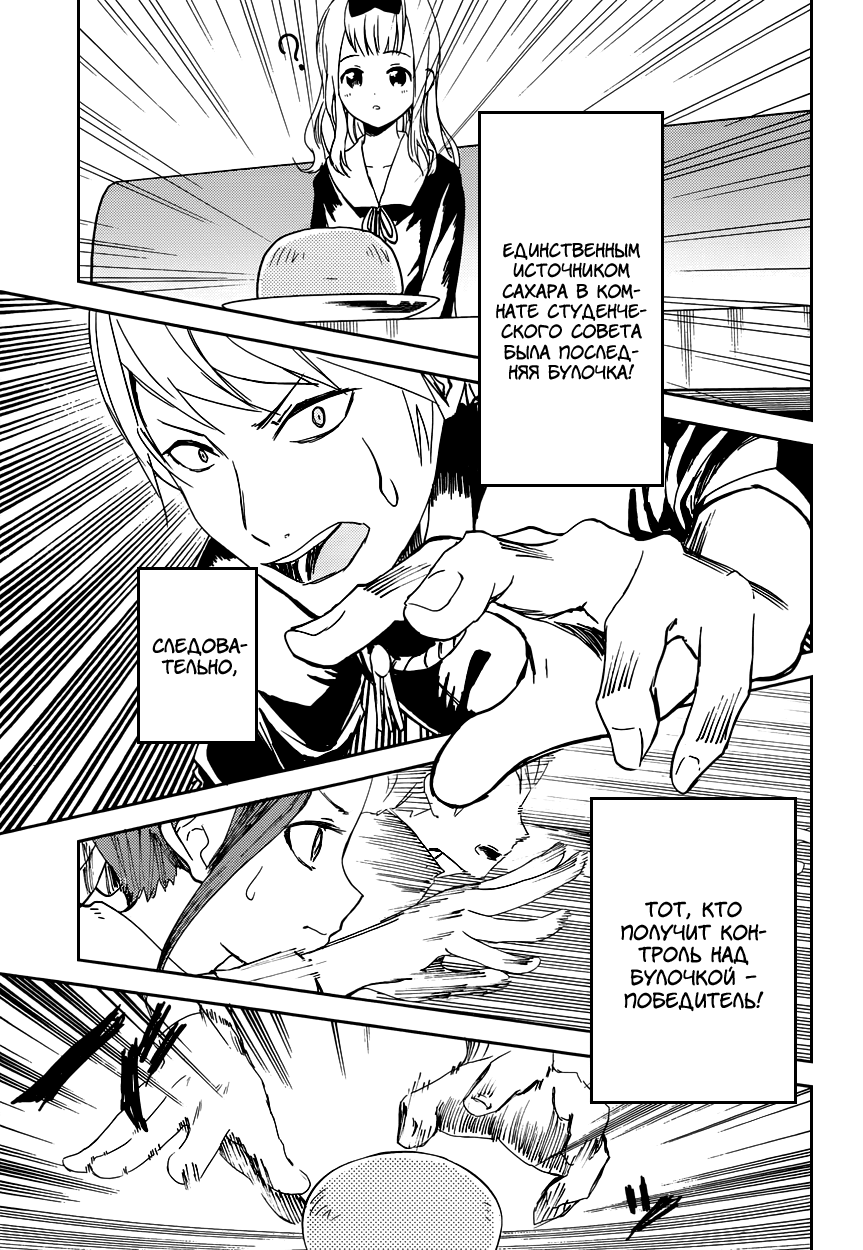 ЕДИНСТВЕННЫМ
ИСТОЧНИКОМ
САХАРА В КОМ-
НАТЕ СТУДЕНЧЕ-
СКОГО СОВЕТА
БЫЛА ПОСЛЕД-
НЯЯ БУЛОЧКА!
СЛЕДОВА-
ТЕЛЬНО,
ТОТ, КТО
ПОЛУЧИТ КОН-
ТРОЛЬ НАД
БУЛОЧКОЙ –
ПОБЕДИТЕЛЬ!